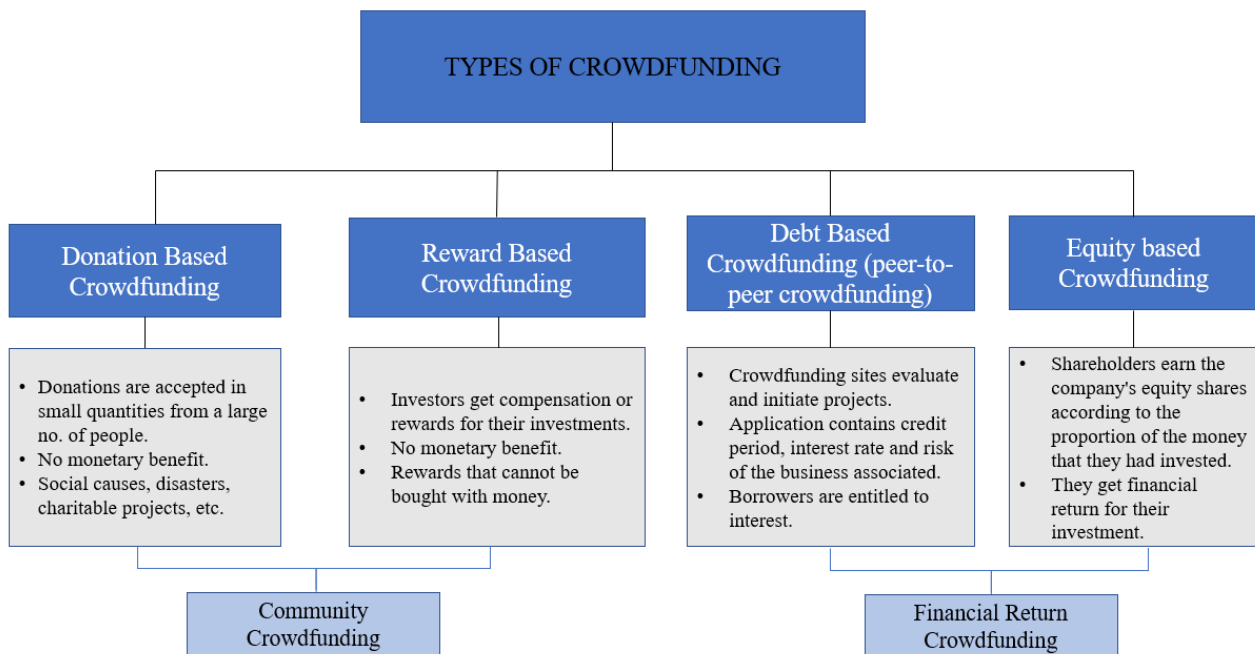 TYPES OF CROWDFUNDING
Donation Based
Crowdfunding
Reward Based
Crowdfunding
Debt Based
Crowdfunding (peer-to-
peer crowdfunding)
Equity based
Crowdfunding
• Donations are accepted in
small quantities from a large
no. of people.
• No monetary benefit.
• Social causes, disasters,
charitable projects, etc.
• Investors get compensation or
rewards for their investments.
• No monetary benefit.
• Rewards that cannot be
bought with money.
• Crowdfunding sites evaluate
and initiate projects.
• Application contains credit
period, interest rate and risk
of the business associated.
• Borrowers are entitled to
interest.
• Shareholders earn the
company's equity shares
according to the
proportion of the money
that they had invested.
• They get financial
return for their
investment.
Community
Crowdfunding
Financial Return
Crowdfunding